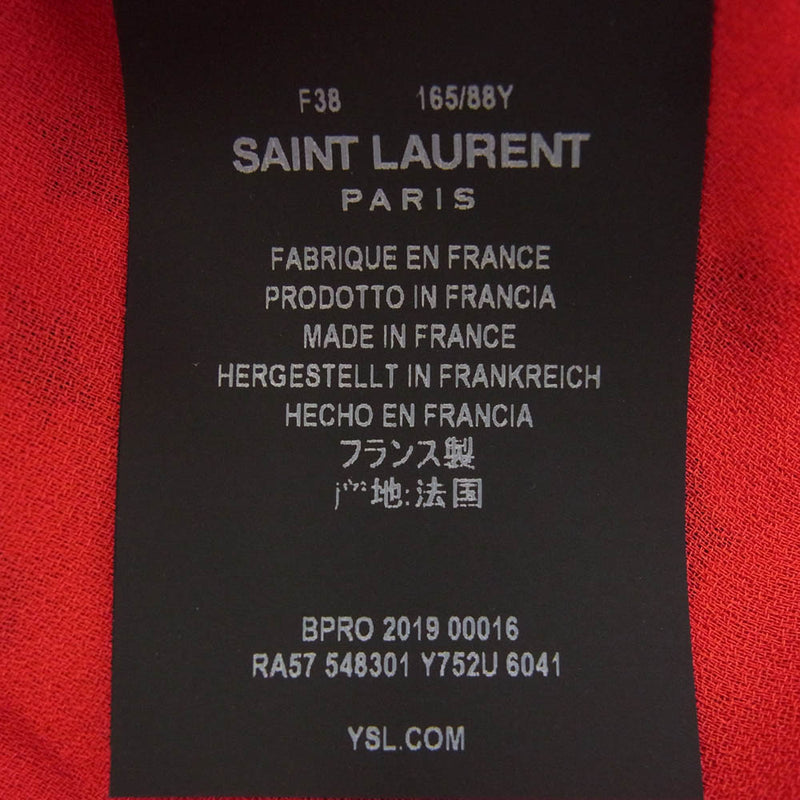 F38 165/88Y
SAINT LAURENT
PARIS
FABRIQUE EN FRANCE
PRODOTTO IN FRANCIA
MADE IN FRANCE
HERGESTELLT IN FRANKREICH
HECHO EN FRANCIA
フランス製
地:法国
BPRO 2019 00016
RA57 548301 Y752U 6041
YSL.COM